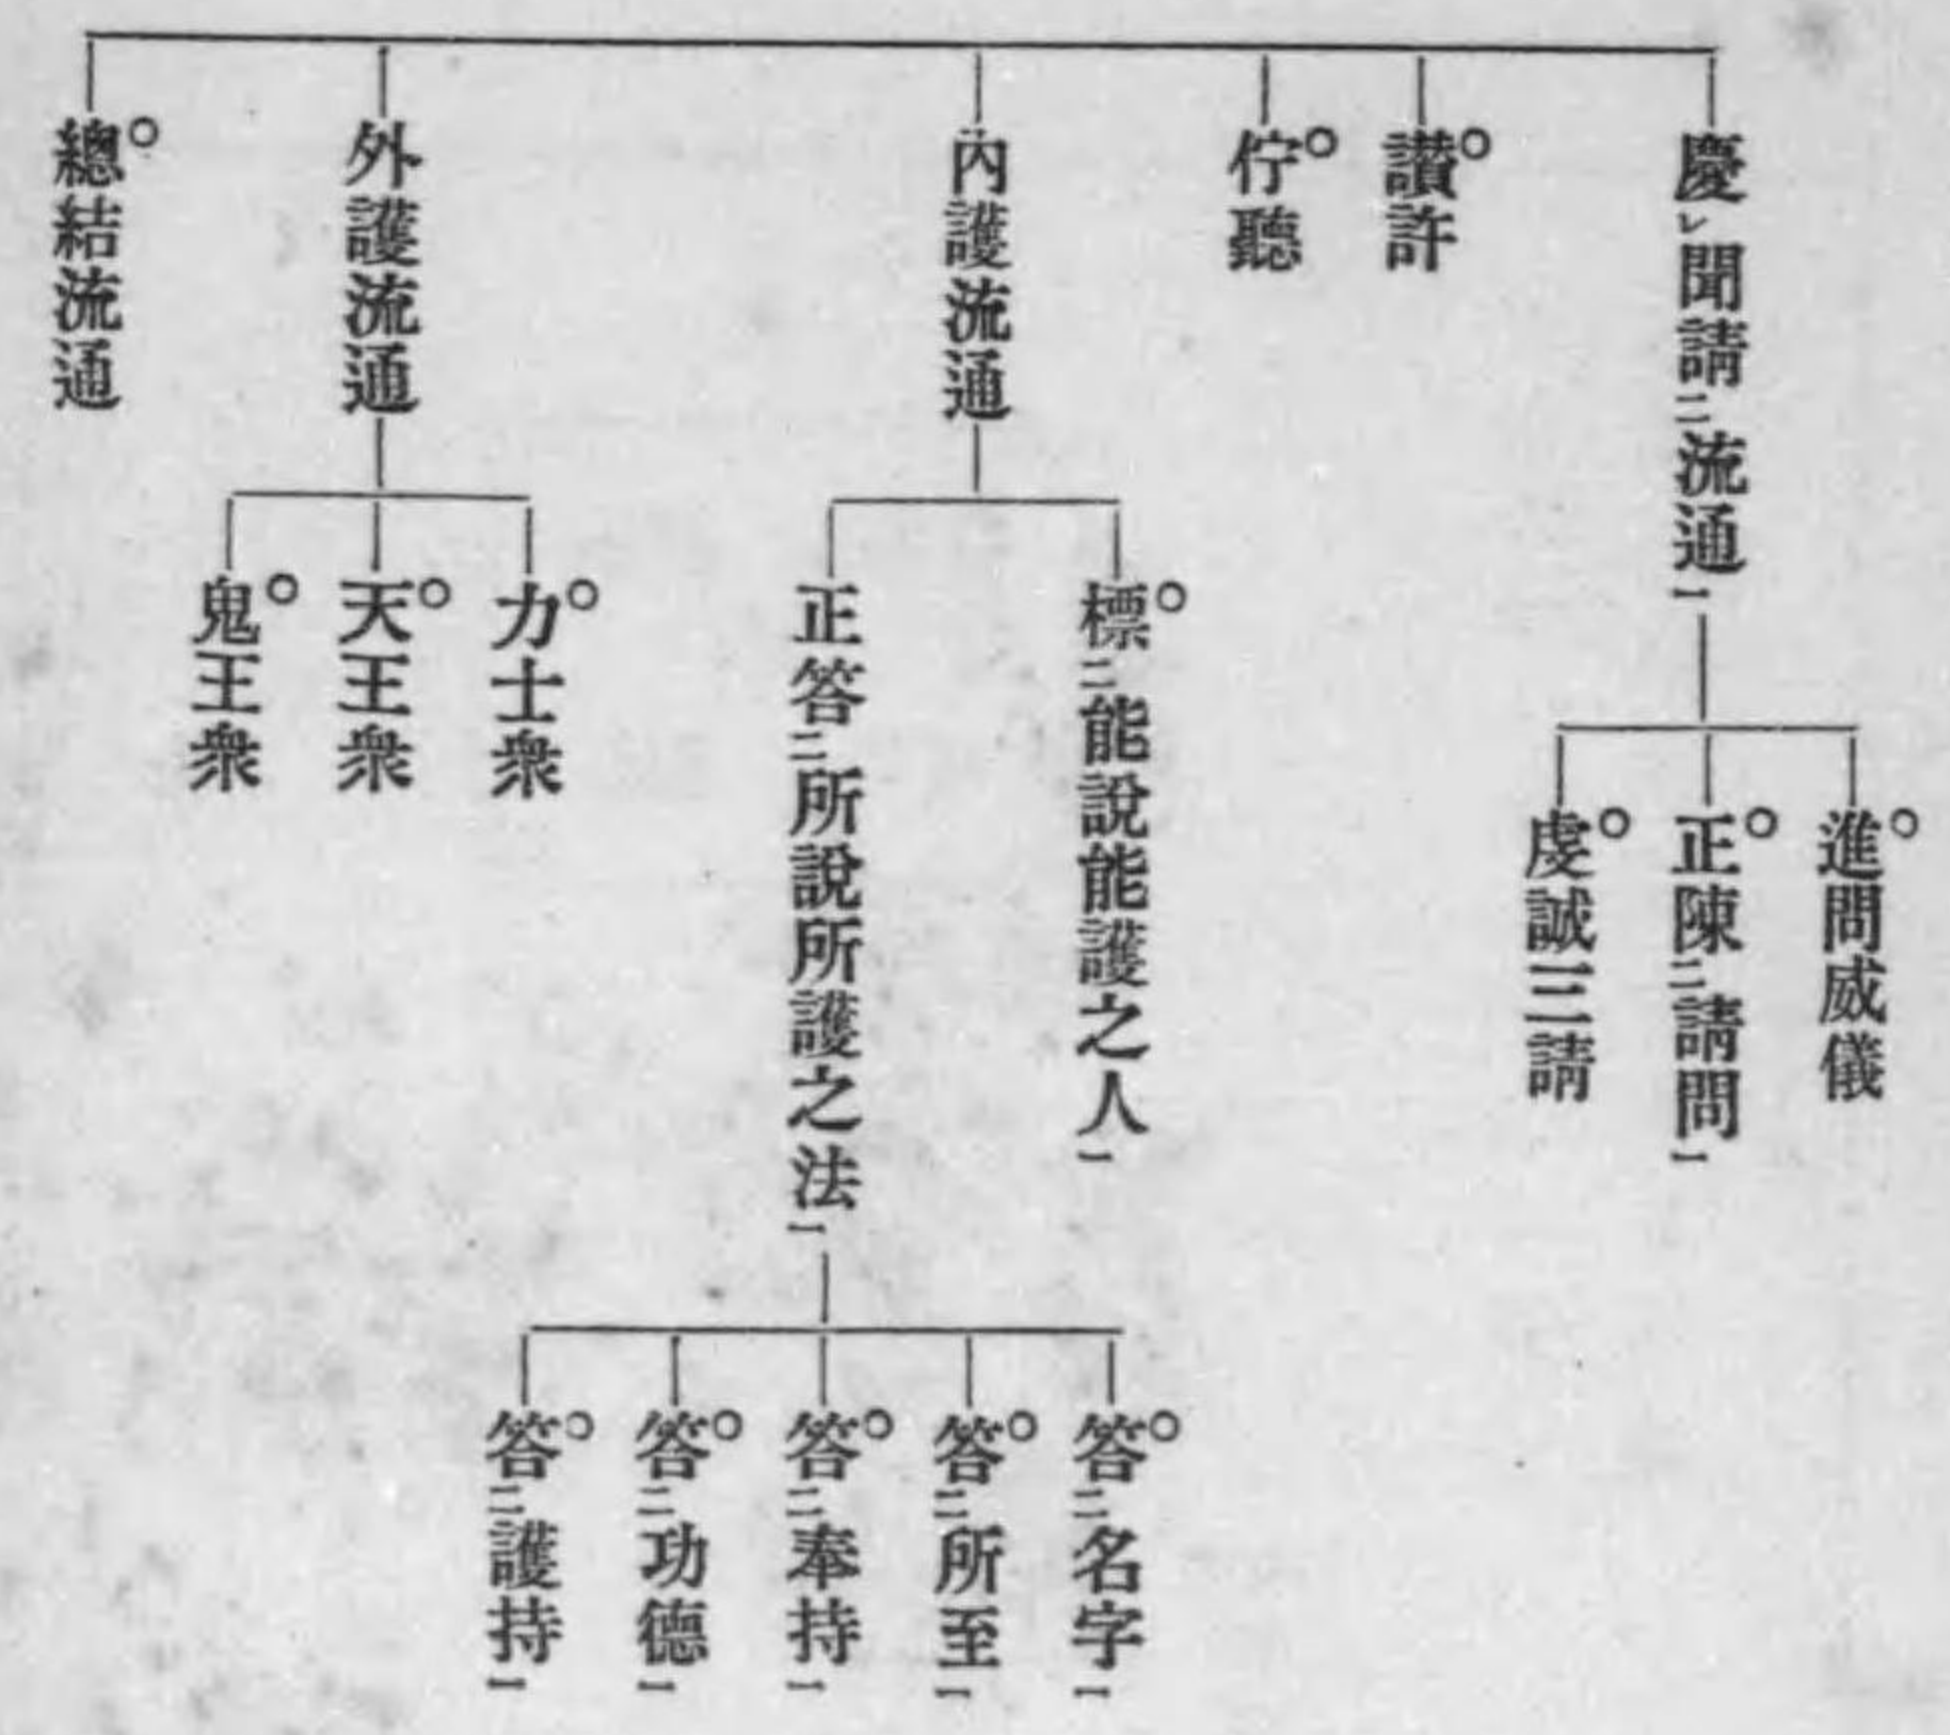 慶レ聞請二流通一
進問威儀
正陳二請問一
虔誠三請
讃許
佇聽
內護流通
標二能說能護之人一
正答二所說所護之法一
答二名字一
答二所至一
答二奉持一
答二功德一
答二護持一
外護流通
力士衆
天王衆
鬼王衆
總結流通